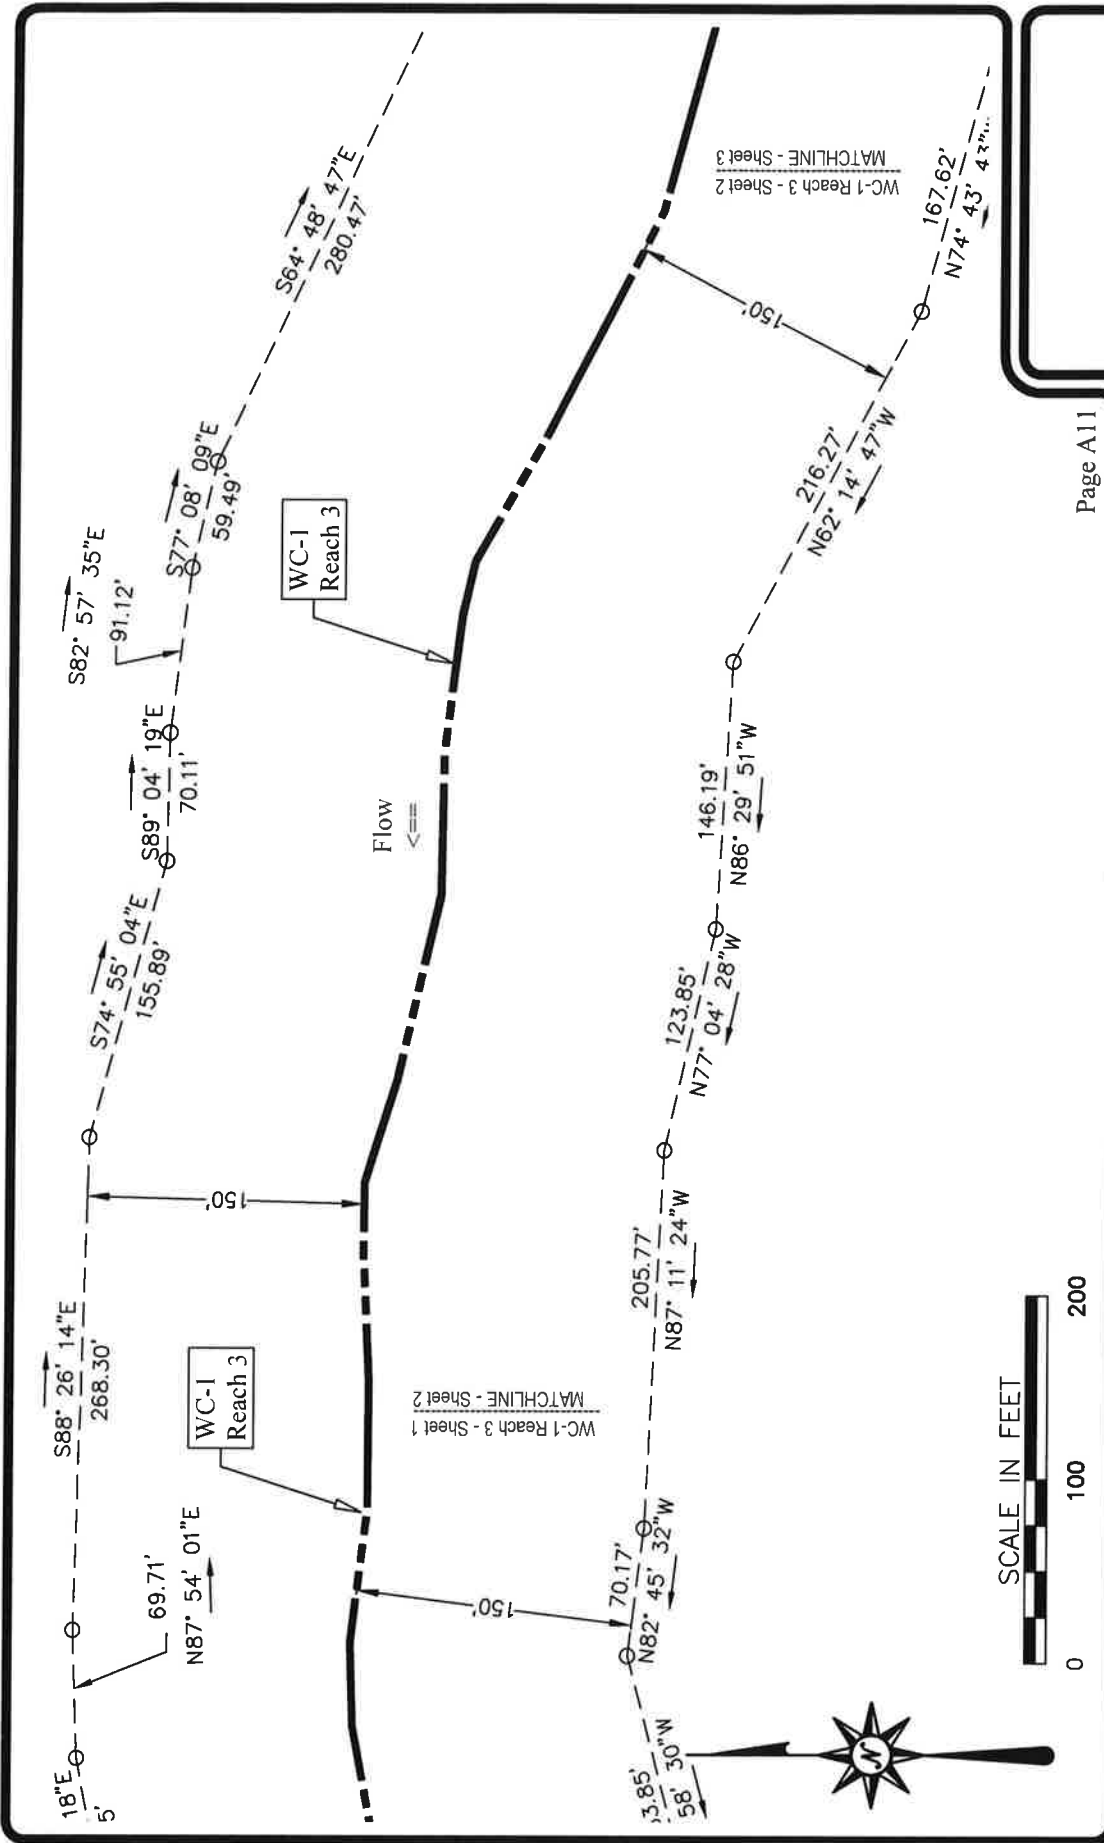 18"E
5'
69.71'
N87° 54' 01"E
S88° 26' 14"E
268.30'
S74° 55' 04"E
155.89'
S89° 04' 19"E
70.11'
S82° 57' 35"E
91.12'
S77° 08' 09"E
59.49'
S64° 48' 47"E
280.47'
WC-1
Reach 3
150'
Flow
<==
WC-1
Reach 3
WC-1 Reach 3 - Sheet 1
MATCHLINE - Sheet 2
WC-1 Reach 3 - Sheet 2
MATCHLINE - Sheet 3
150'
150'
3.85'
58' 30"W
70.17'
N82° 45' 32"W
205.77'
N87° 11' 24"W
123.85'
N77° 04' 28"W
146.19'
N86° 29' 51"W
216.27'
N62° 14' 47"W
167.62'
N74° 43'
N
SCALE IN FEET
0 100 200
Page A11